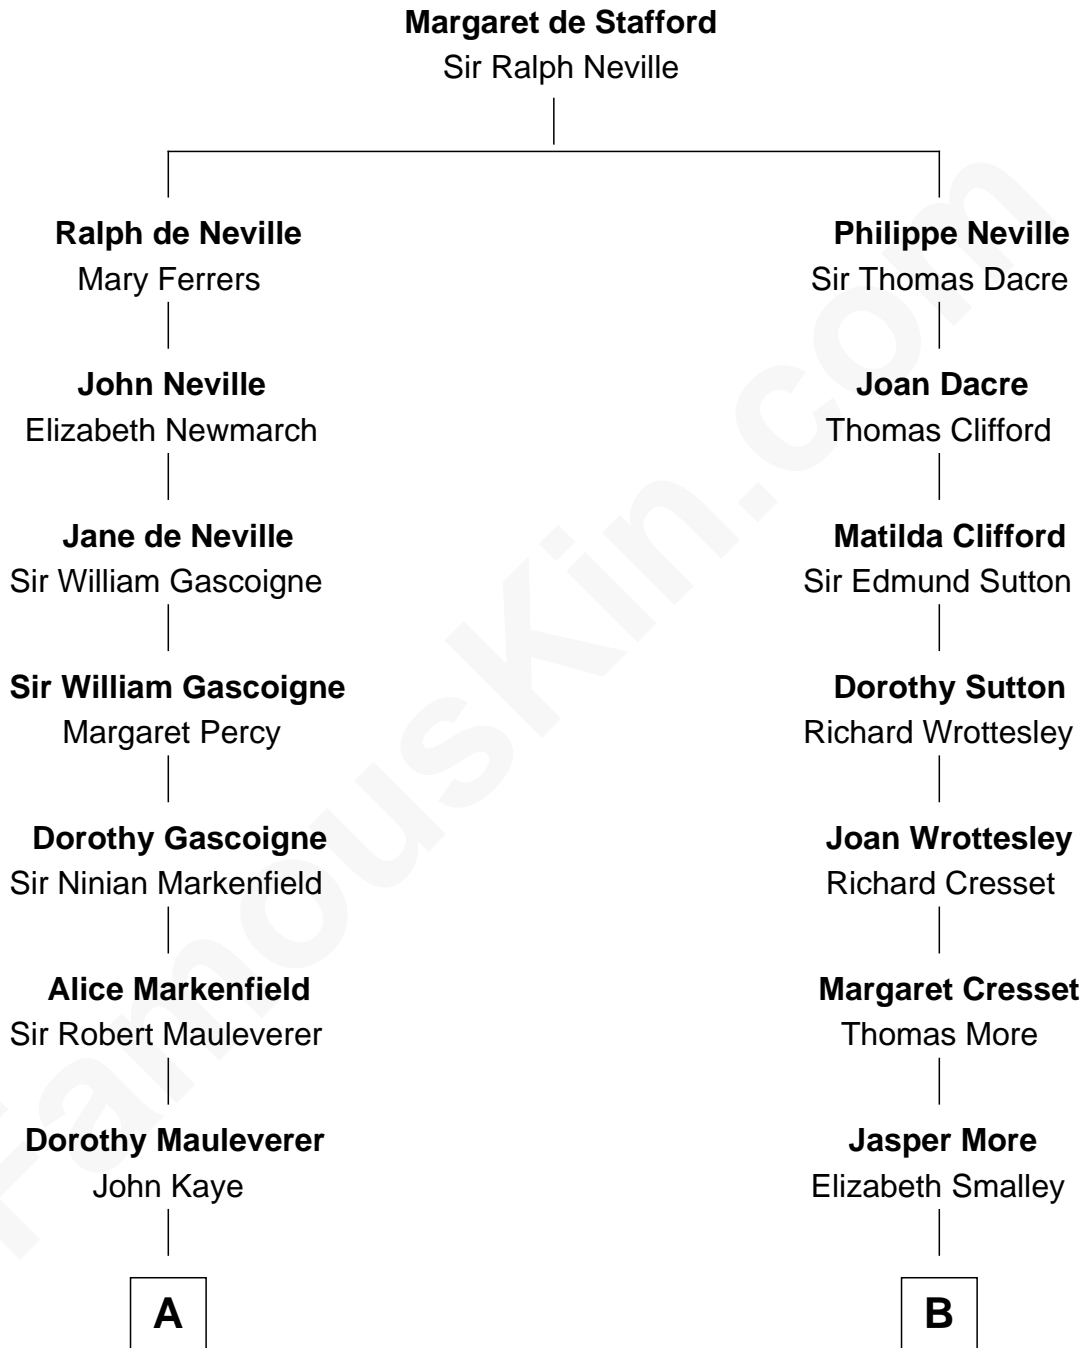 Margaret de Stafford
Sir Ralph Neville
Ralph de Neville
Mary Ferrers
Philippe Neville
Sir Thomas Dacre
John Neville
Elizabeth Newmarch
Joan Dacre
Thomas Clifford
Jane de Neville
Sir William Gascoigne
Matilda Clifford
Sir Edmund Sutton
Sir William Gascoigne
Margaret Percy
Dorothy Sutton
Richard Wrottesley
Dorothy Gascoigne
Sir Ninian Markenfield
Joan Wrottesley
Richard Cresset
Alice Markenfield
Sir Robert Mauleverer
Margaret Cresset
Thomas More
Dorothy Mauleverer
John Kaye
Jasper More
Elizabeth Smalley
A
B
FamousKin.com